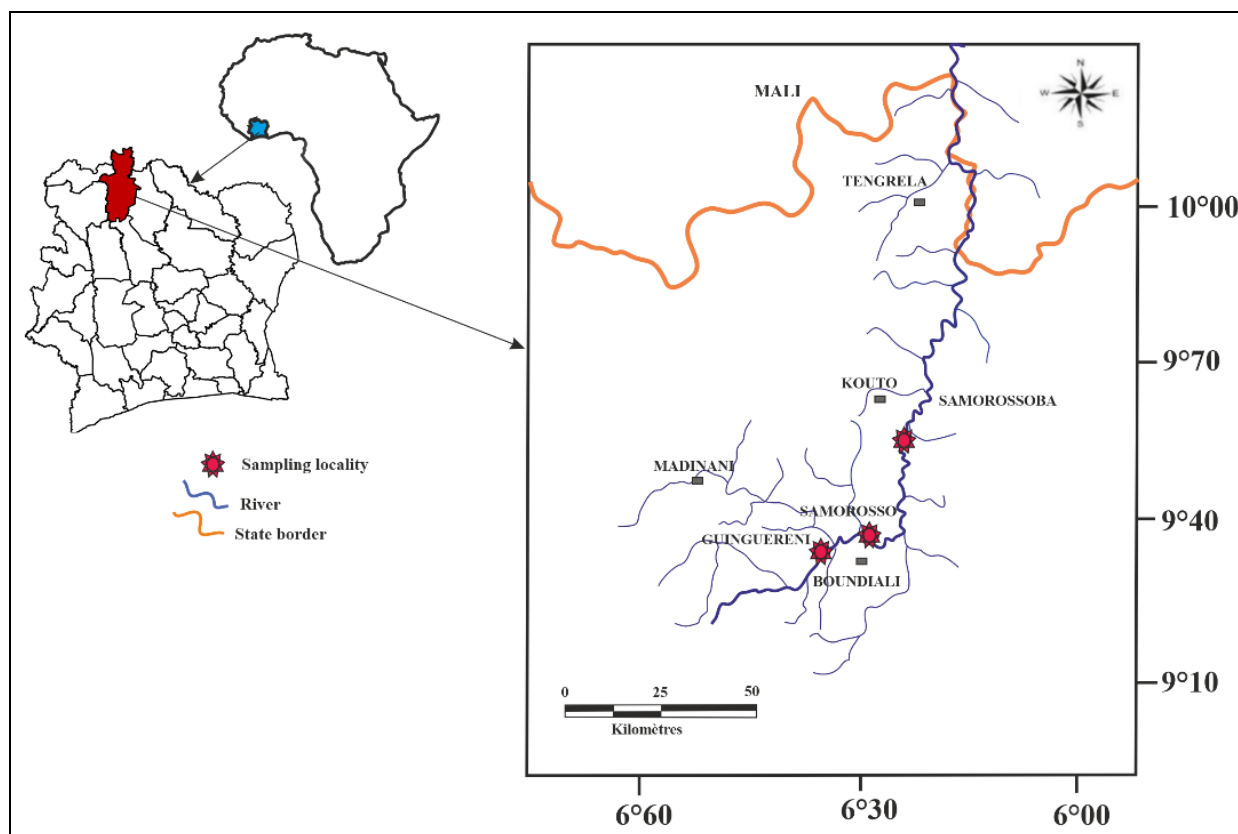 N
W E
S
MALI
TENGRELA
10°00
9°70
KOUTO
SAMOROSSOBA
MADINANI
SAMOROSSO
9°40
GUINGUERENI
BOUNDIALI
9°10
0 25 50
Kilomètres
6°60 6°30 6°00
Sampling locality
River
State border